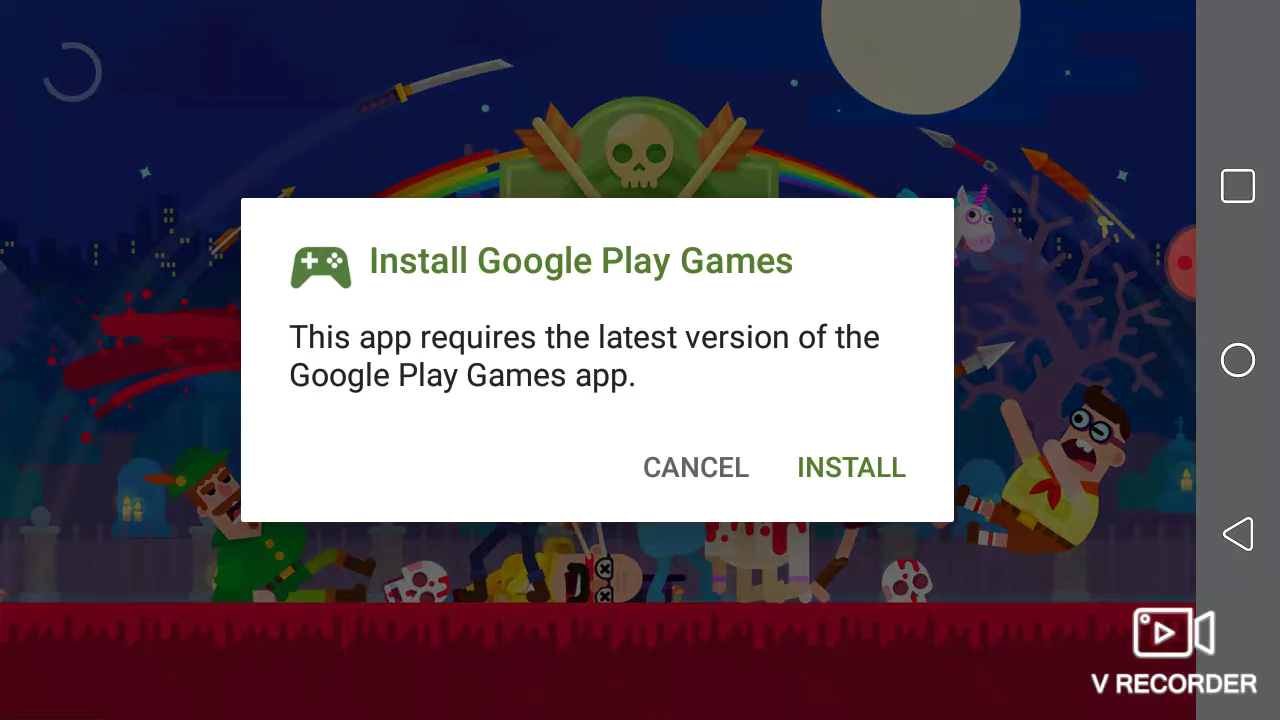 Install Google Play Games
This app requires the latest version of the
Google Play Games app.
CANCEL INSTALL
V RECORDER